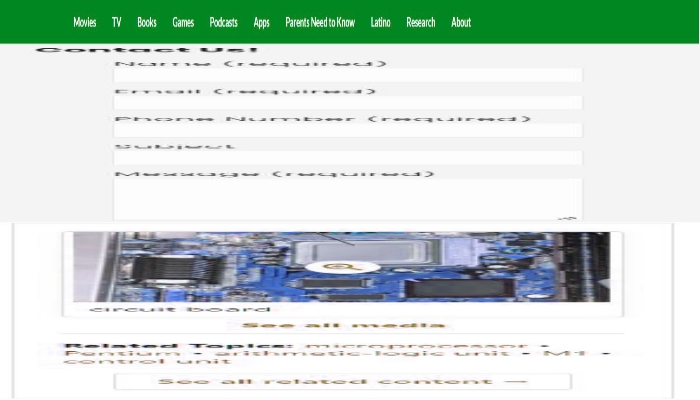 Movies TV Books Games Podcasts Apps Parents Need to Know Latino Research About
Contact Us!
Name (required)
Email (required)
Phone Number (required)
Subject
Message (required)
circuit board
See all media
Related Topics: microprocessor •
Pentium • arithmetic-logic unit • M1 •
control unit
See all related content →